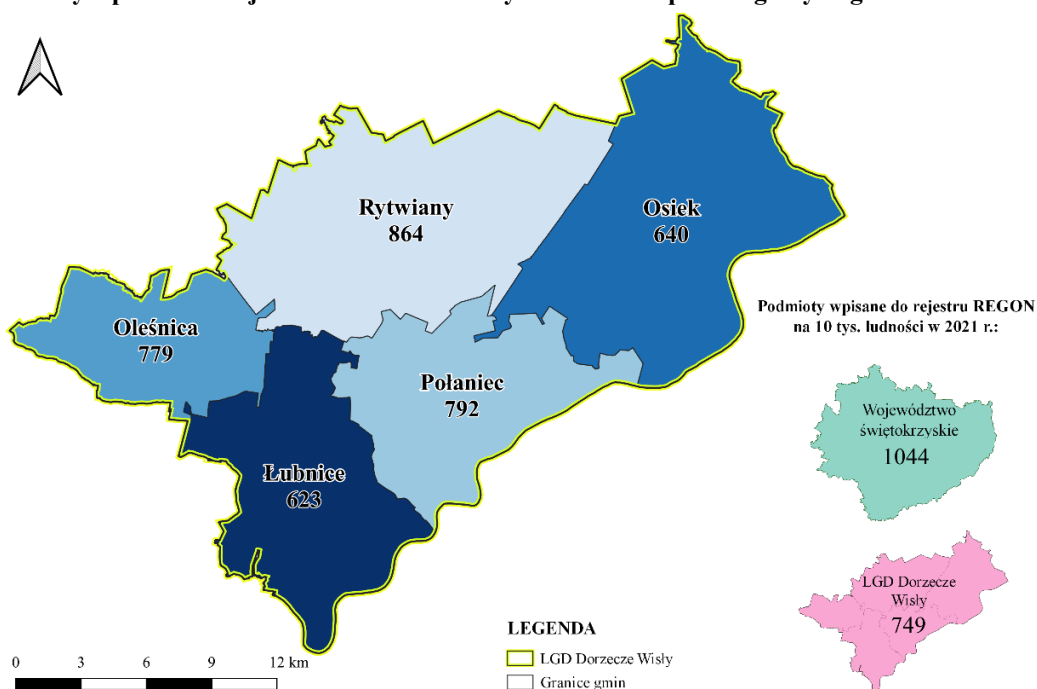 Rytwiany
864
Osiek
640
Oleśnica
779
Połaniec
792
Łubnice
623
Podmioty wpisane do rejestru REGON
na 10 tys. ludności w 2021 r.:
Województwo
świętokrzyskie
1044
LGD Dorzecze
Wisły
749
LEGENDA
LGD Dorzecze Wisły
Granice gmin
0 3 6 9 12 km